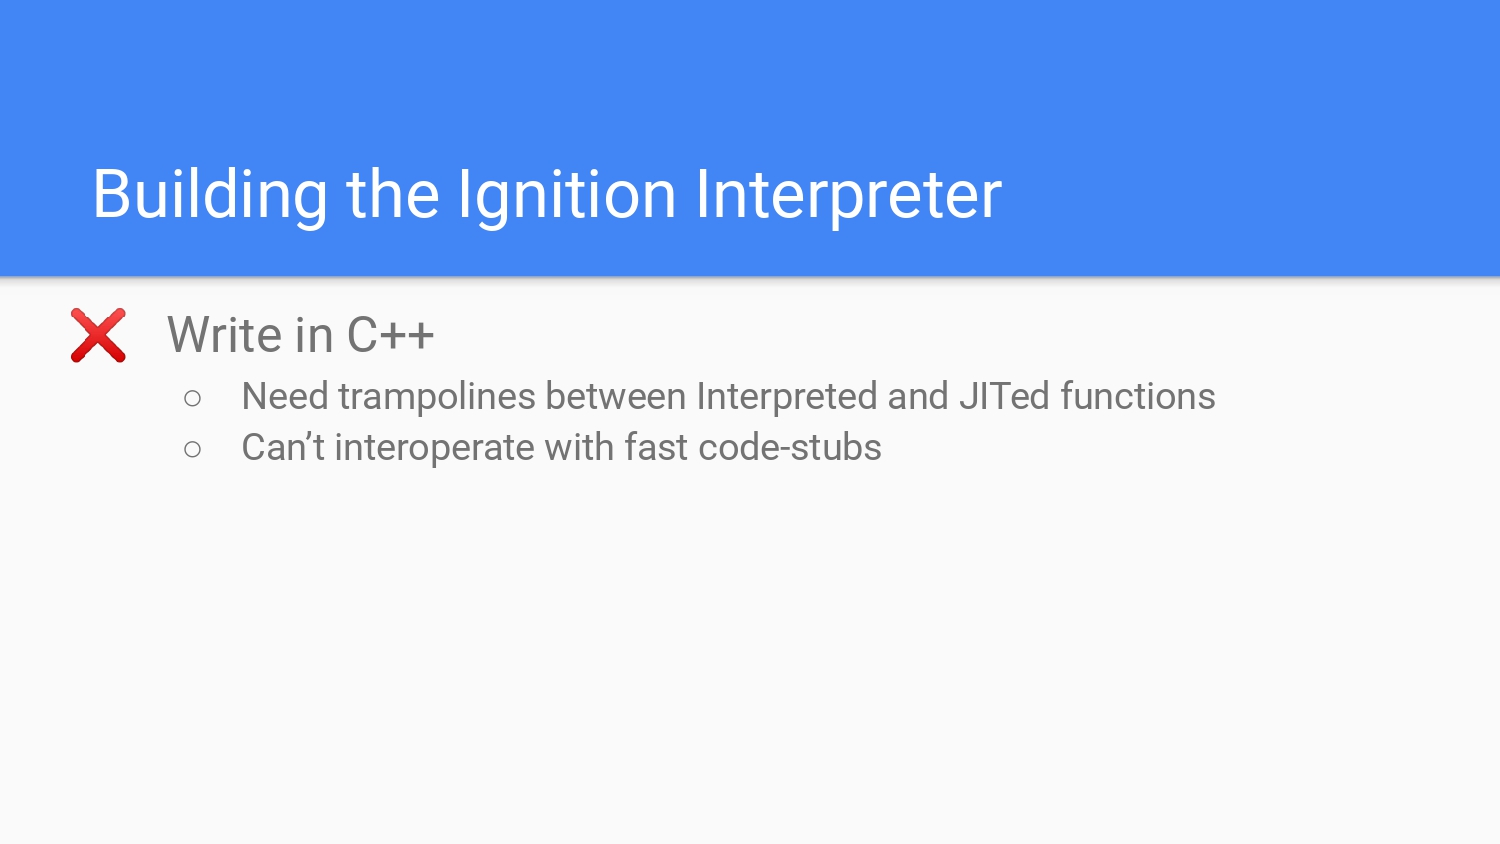 Building the Ignition Interpreter
❌ Write in C++
○ Need trampolines between Interpreted and JITed functions
○ Can’t interoperate with fast code-stubs